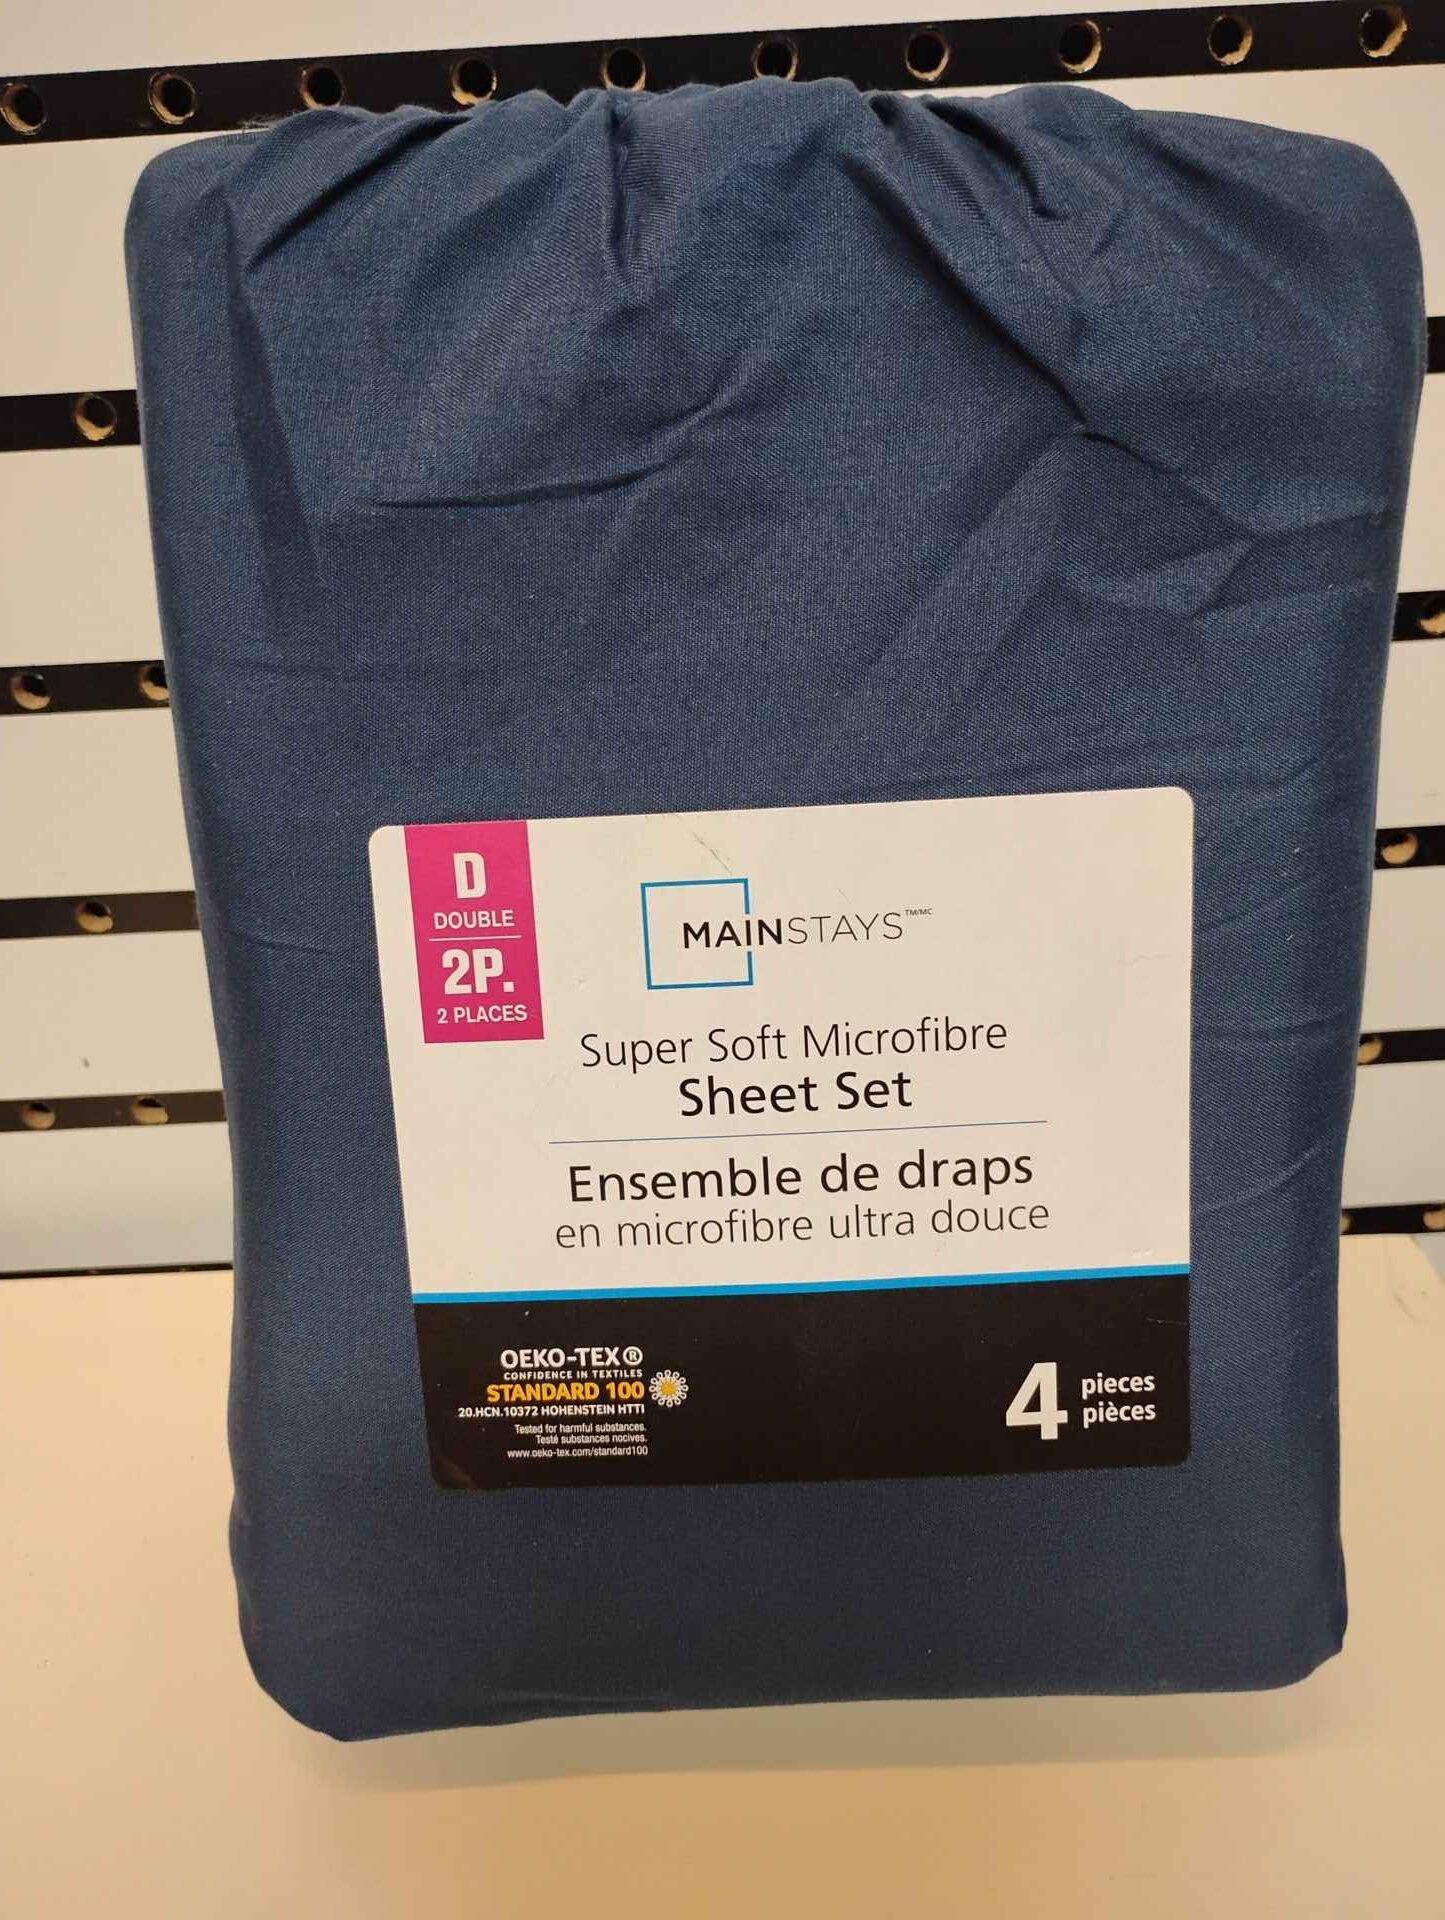 D
DOUBLE
2P.
2 PLACES
MAINSTAYS™/MC
Super Soft Microfibre
Sheet Set
Ensemble de draps
en microfibre ultra douce
OEKO-TEX®
CONFIDENCE IN TEXTILES
STANDARD 100
20.HCN.10372 HOHENSTEIN HTTI
Tested for harmful substances.
Testé substances nocives.
www.oeko-tex.com/standard100
4 pieces
pièces